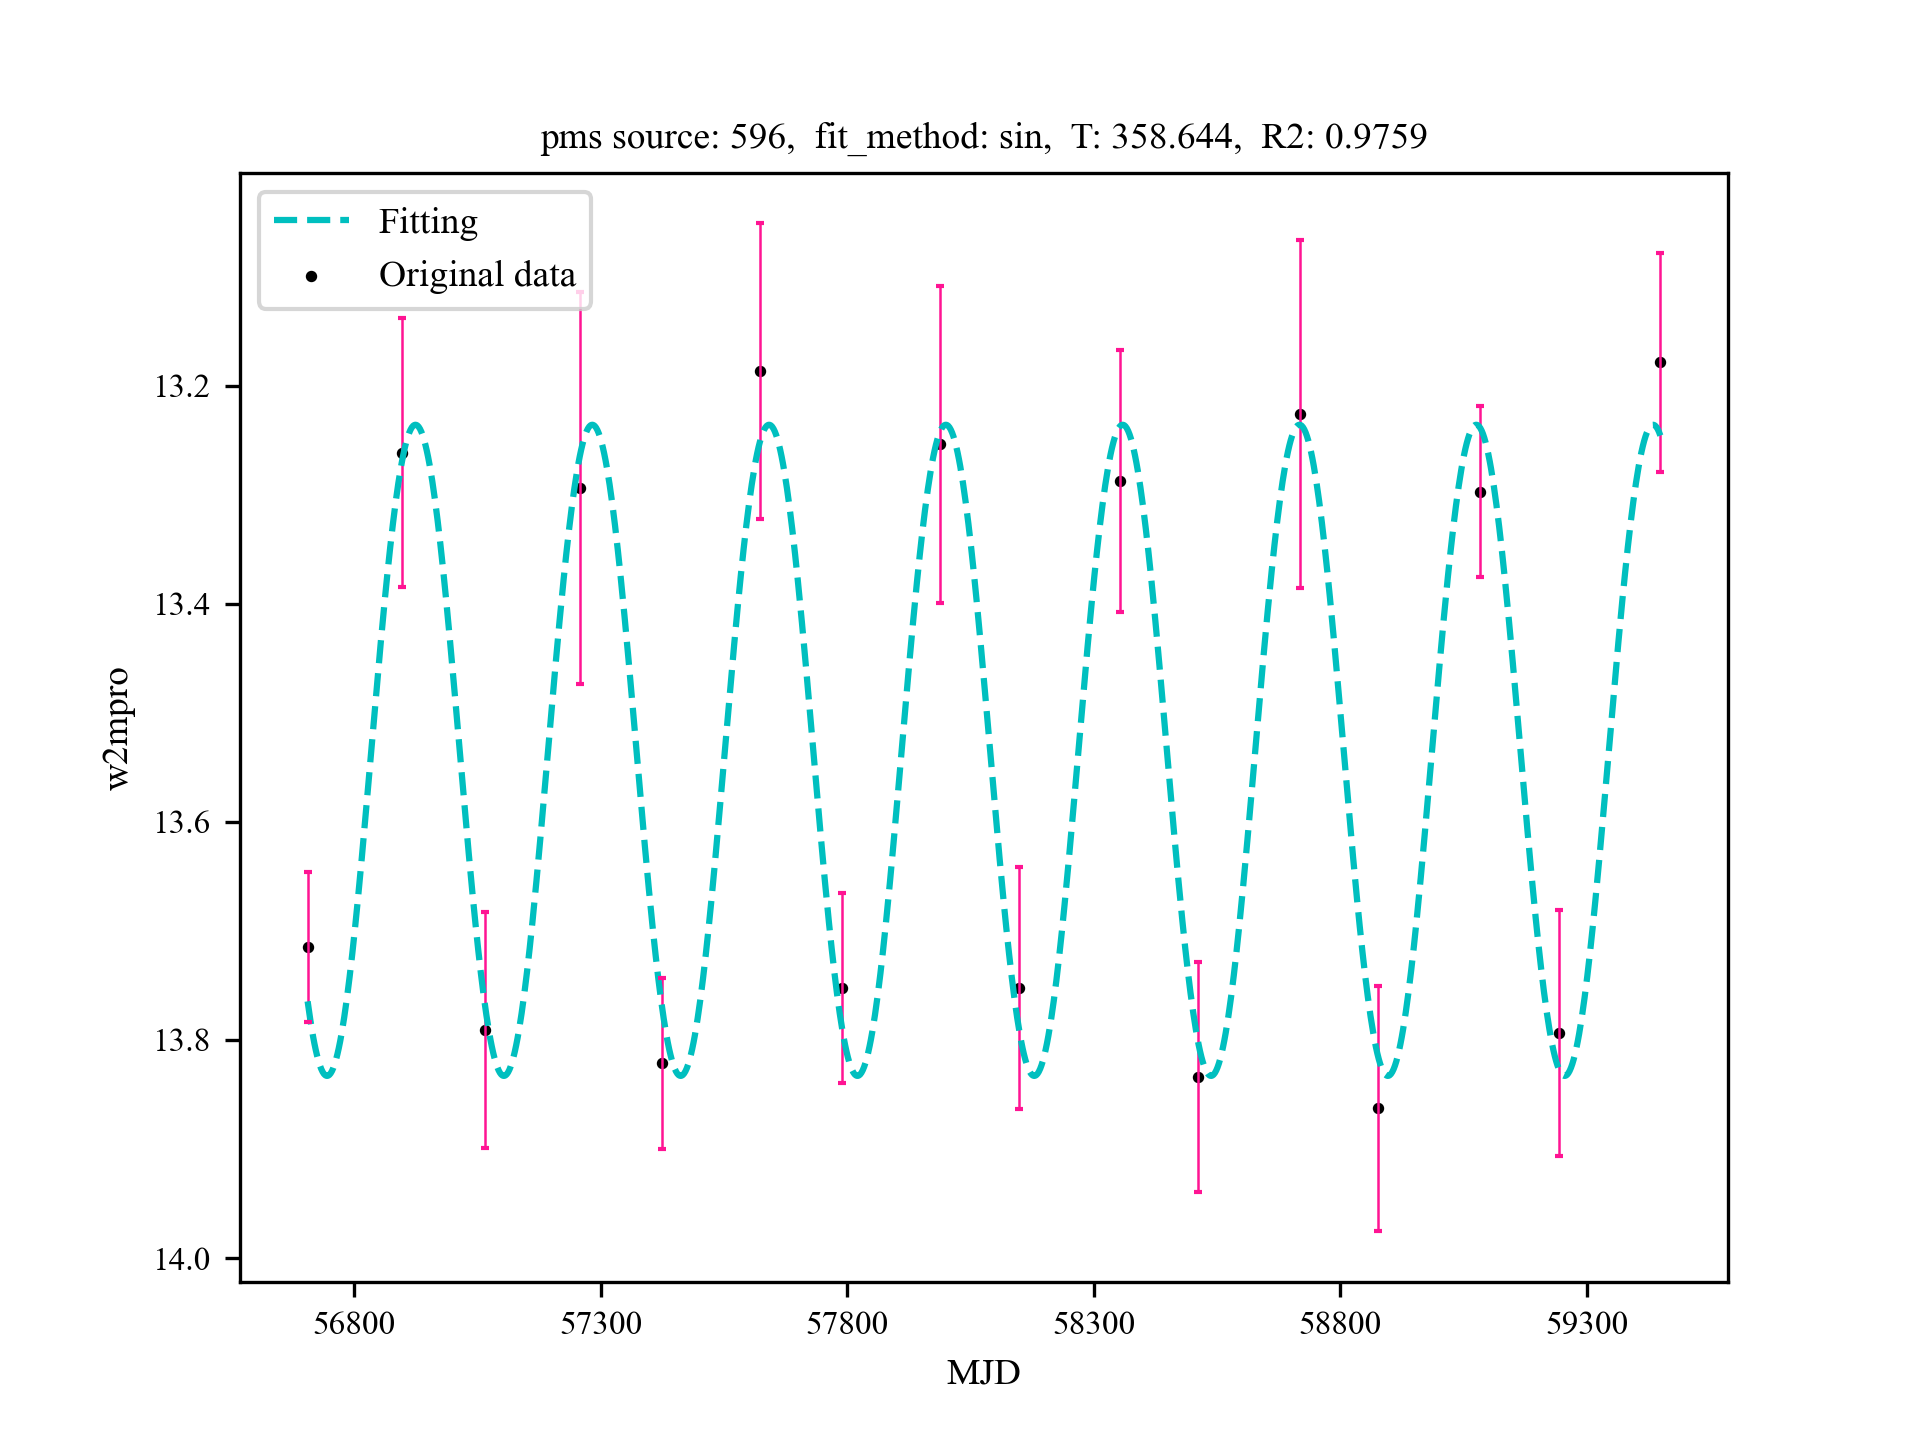 pms source: 596,  fit_method: sin,  T: 358.644,  R2: 0.9759
Fitting
Original data
w2mpro
13.2
13.4
13.6
13.8
14.0
56800 57300 57800 58300 58800 59300
MJD